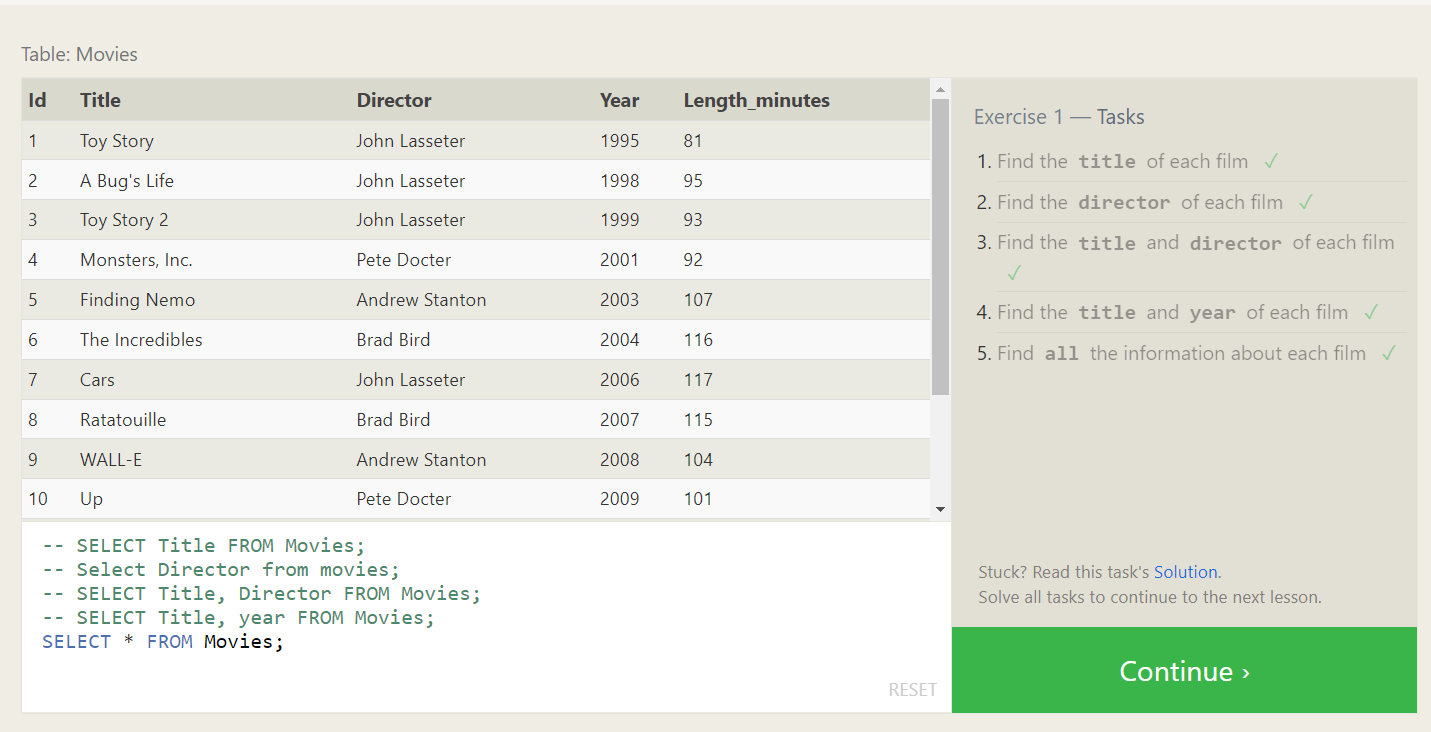 Table: Movies
Id Title Director Year Length_minutes
1 Toy Story John Lasseter 1995 81
2 A Bug's Life John Lasseter 1998 95
3 Toy Story 2 John Lasseter 1999 93
4 Monsters, Inc. Pete Docter 2001 92
5 Finding Nemo Andrew Stanton 2003 107
6 The Incredibles Brad Bird 2004 116
7 Cars John Lasseter 2006 117
8 Ratatouille Brad Bird 2007 115
9 WALL-E Andrew Stanton 2008 104
10 Up Pete Docter 2009 101
-- SELECT Title FROM Movies;
-- Select Director from movies;
-- SELECT Title, Director FROM Movies;
-- SELECT Title, year FROM Movies;
SELECT * FROM Movies;
RESET
Exercise 1 — Tasks
1. Find the title of each film ✓
2. Find the director of each film ✓
3. Find the title and director of each film
✓
4. Find the title and year of each film ✓
5. Find all the information about each film ✓
Stuck? Read this task's Solution.
Solve all tasks to continue to the next lesson.
Continue ›